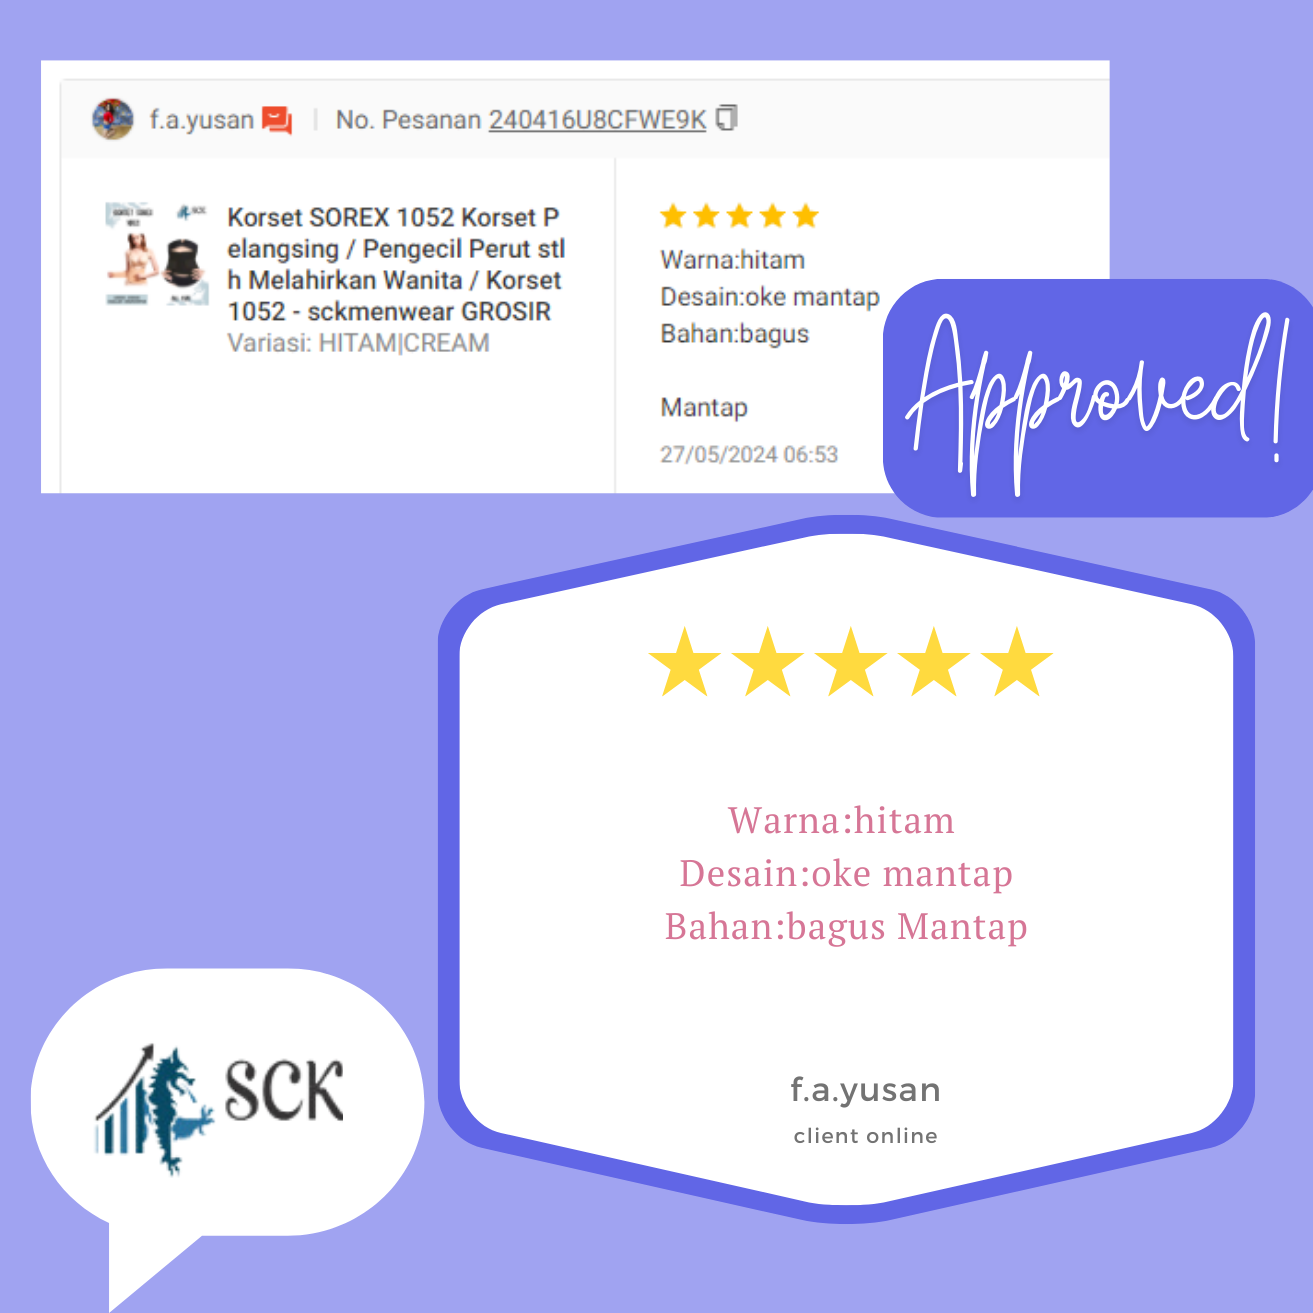 f.a.yusan
No. Pesanan 240416U8CFWE9K
SCK
Korset SOREX 1052 Korset P
elangsing / Pengecil Perut stl
h Melahirkan Wanita / Korset
1052 - sckmenwear GROSIR
Variasi: HITAM|CREAM
Warna:hitam
Desain:oke mantap
Bahan:bagus
Mantap
27/05/2024 06:53
Approved!
Warna:hitam
Desain:oke mantap
Bahan:bagus Mantap
f.a.yusan
client online
SCK